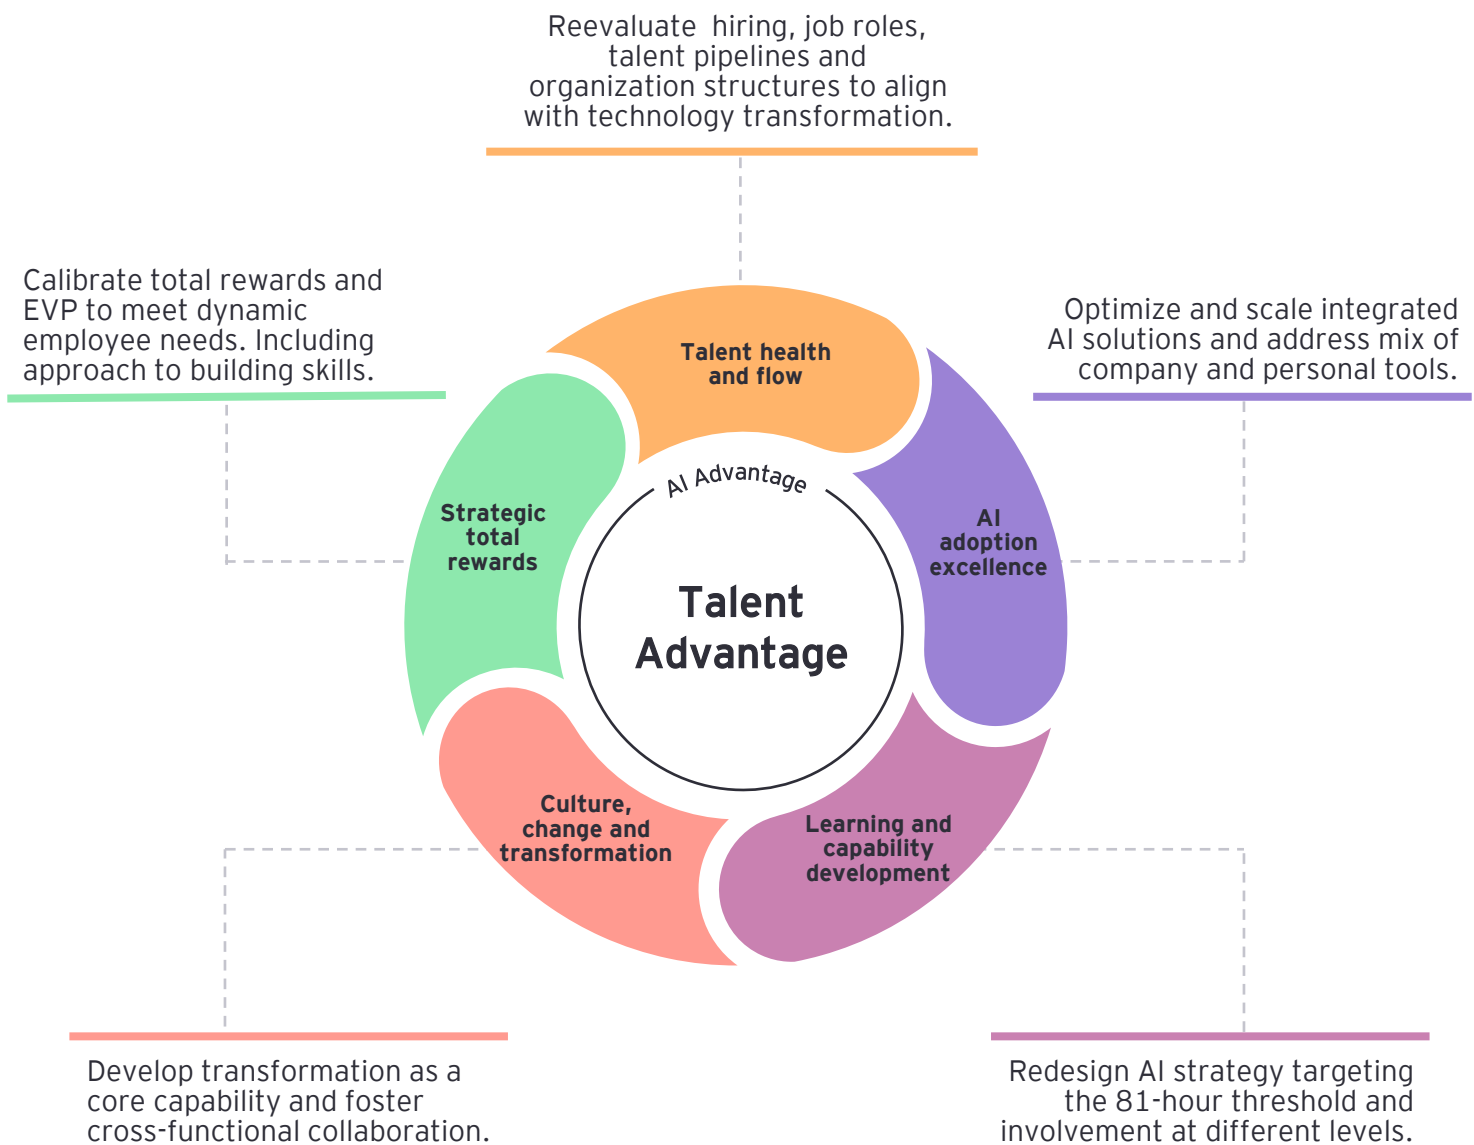 Reevaluate  hiring, job roles,
talent pipelines and
organization structures to align
with technology transformation.
Calibrate total rewards and
EVP to meet dynamic
employee needs. Including
approach to building skills.
Optimize and scale integrated
AI solutions and address mix of
company and personal tools.
Talent health
and flow
AI Advantage
Strategic
total
rewards
AI
adoption
excellence
Talent
Advantage
Culture,
change and
transformation
Learning and
capability
development
Develop transformation as a
core capability and foster
cross-functional collaboration.
Redesign AI strategy targeting
the 81-hour threshold and
involvement at different levels.